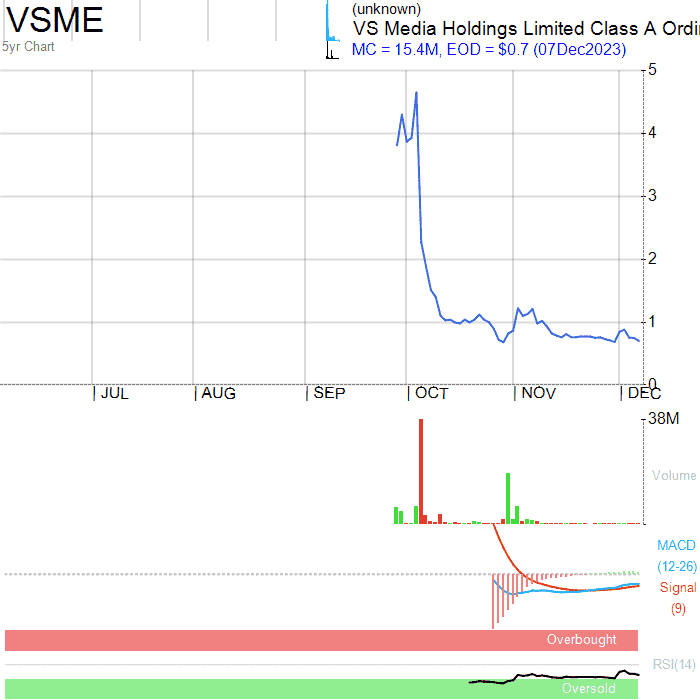 VSME
5yr Chart
(unknown)
VS Media Holdings Limited Class A Ordi
MC = 15.4M, EOD = $0.7 (07Dec2023)
5
4
3
2
1
0
JUL AUG SEP OCT NOV DEC
38M
Volume
MACD
(12-26)
Signal
(9)
Overbought
RSI(14)
Oversold